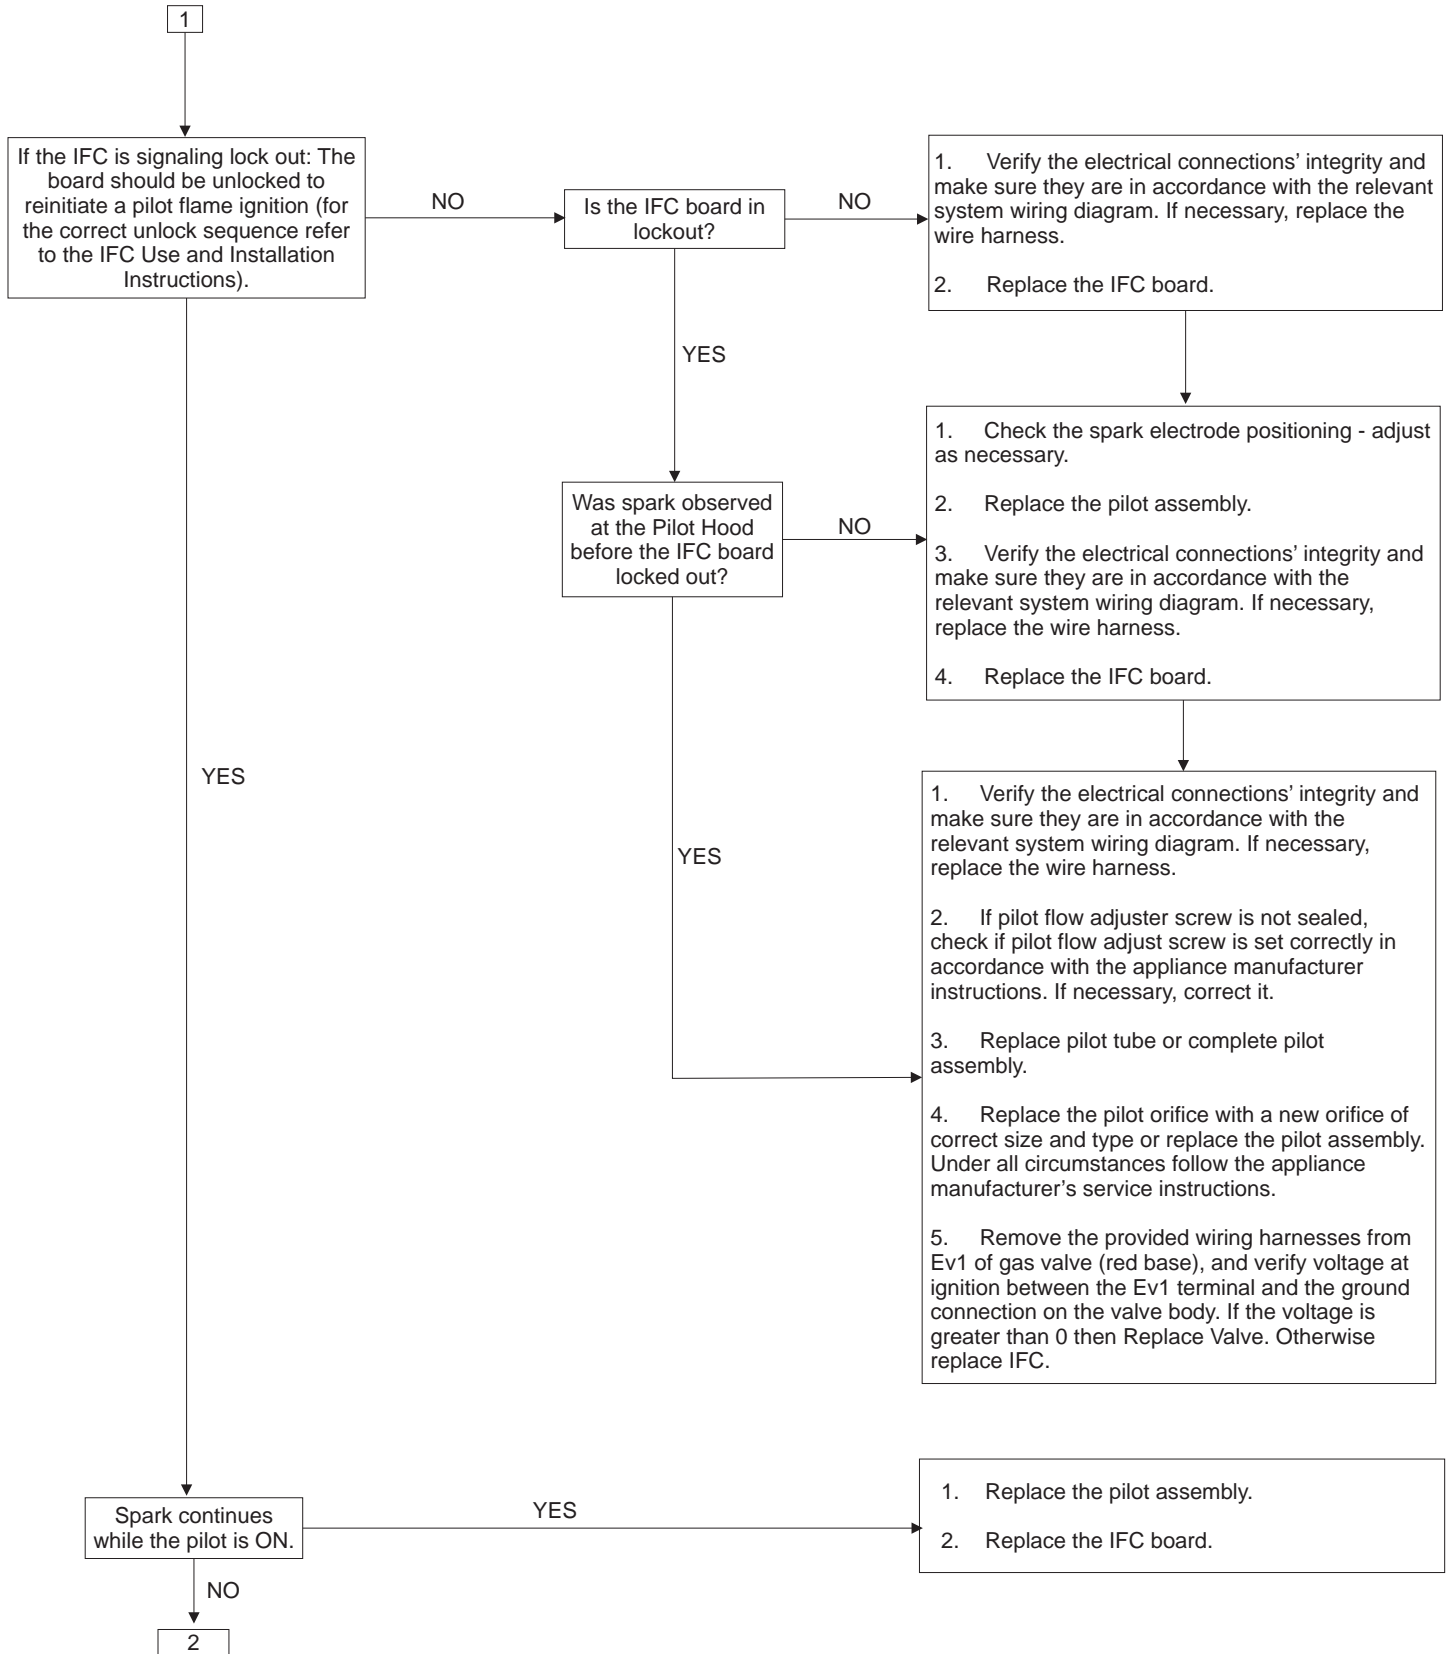 1
If the IFC is signaling lock out: The
board should be unlocked to
reinitiate a pilot flame ignition (for
the correct unlock sequence refer
to the IFC Use and Installation
Instructions).
NO
Is the IFC board in
lockout?
NO
1. Verify the electrical connections’ integrity and
make sure they are in accordance with the relevant
system wiring diagram. If necessary, replace the
wire harness.
2. Replace the IFC board.
YES
Was spark observed
at the Pilot Hood
before the IFC board
locked out?
NO
1. Check the spark electrode positioning - adjust
as necessary.
2. Replace the pilot assembly.
3. Verify the electrical connections’ integrity and
make sure they are in accordance with the
relevant system wiring diagram. If necessary,
replace the wire harness.
4. Replace the IFC board.
YES
YES
1. Verify the electrical connections’ integrity and
make sure they are in accordance with the
relevant system wiring diagram. If necessary,
replace the wire harness.
2. If pilot flow adjuster screw is not sealed,
check if pilot flow adjust screw is set correctly in
accordance with the appliance manufacturer
instructions. If necessary, correct it.
3. Replace pilot tube or complete pilot
assembly.
4. Replace the pilot orifice with a new orifice of
correct size and type or replace the pilot assembly.
Under all circumstances follow the appliance
manufacturer’s service instructions.
5. Remove the provided wiring harnesses from
Ev1 of gas valve (red base), and verify voltage at
ignition between the Ev1 terminal and the ground
connection on the valve body. If the voltage is
greater than 0 then Replace Valve. Otherwise
replace IFC.
Spark continues
while the pilot is ON.
YES
1. Replace the pilot assembly.
2. Replace the IFC board.
NO
2